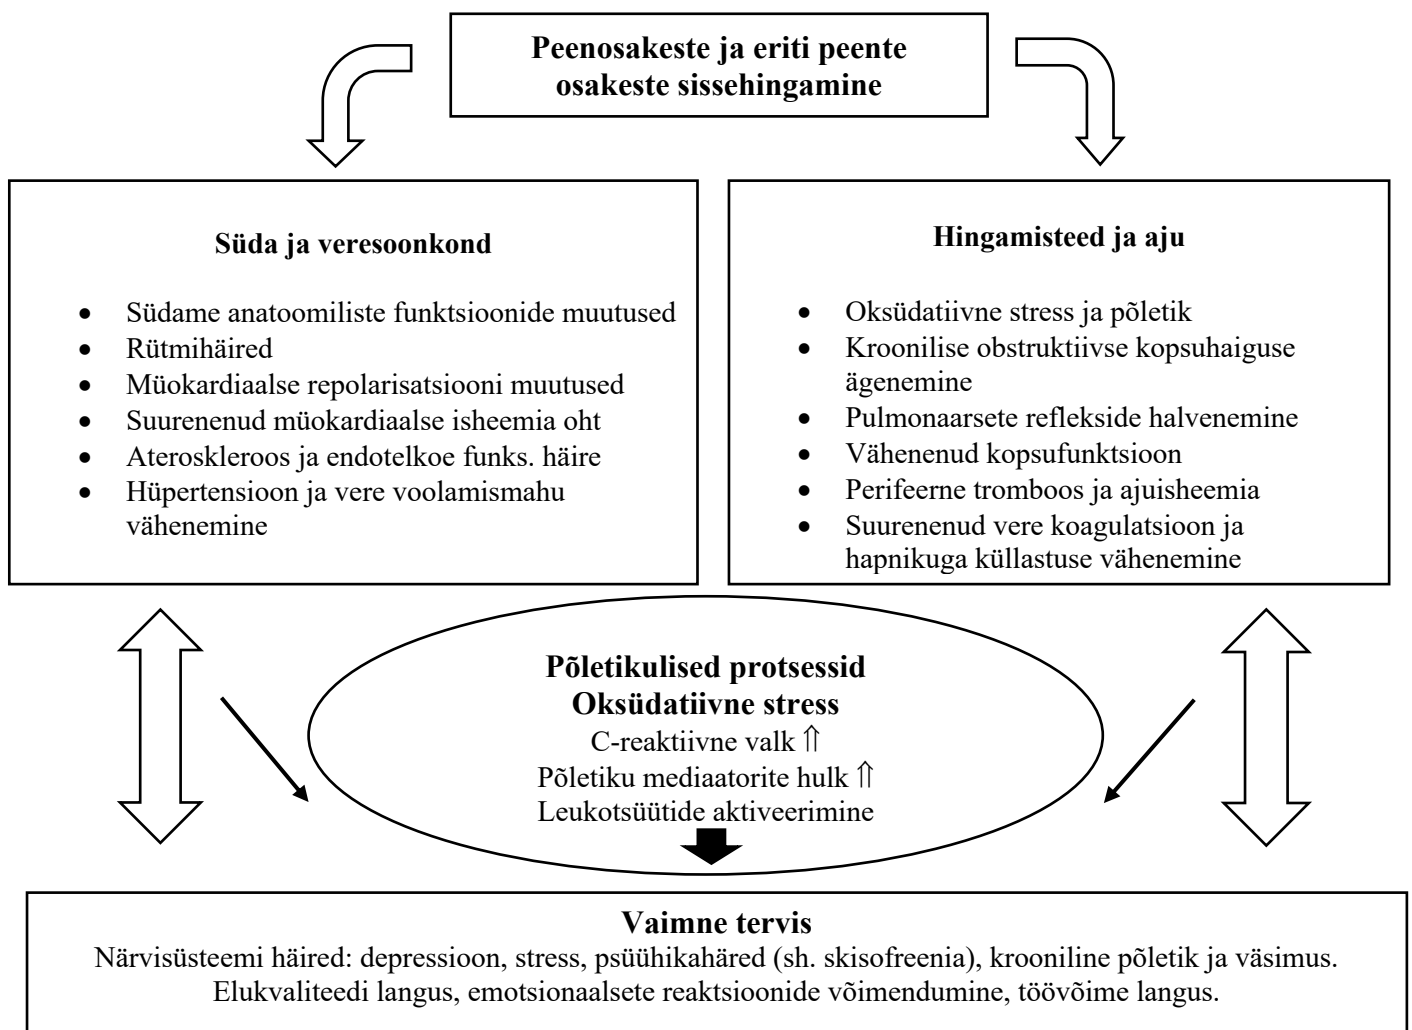 Peenosakeste ja eriti peente
osakeste sissehingamine
Süda ja veresoonkond
• Südame anatoomiliste funktsioonide muutused
• Rütmihäired
• Müokardiaalse repolarisatsiooni muutused
• Suurenenud müokardiaalse isheemia oht
• Ateroskleroos ja endotelkoe funks. häire
• Hüpertensioon ja vere voolamismahu
vähenemine
Hingamisteed ja aju
• Oksüdatiivne stress ja põletik
• Kroonilise obstruktiivse kopsuhaiguse
ägenemine
• Pulmonaarsete reflekside halvenemine
• Vähenenud kopsufunktsioon
• Perifeerne tromboos ja ajuisheemia
• Suurenenud vere koagulatsioon ja
hapnikuga küllastuse vähenemine
Põletikulised protsessid
Oksüdatiivne stress
C-reaktiivne valk ⇑
Põletiku mediaatorite hulk ⇑
Leukotsüütide aktiveerimine
Vaimne tervis
Närvisüsteemi häired: depressioon, stress, psüühikahäred (sh. skisofreenia), krooniline põletik ja väsimus.
Elukvaliteedi langus, emotsionaalsete reaktsioonide võimendumine, töövõime langus.